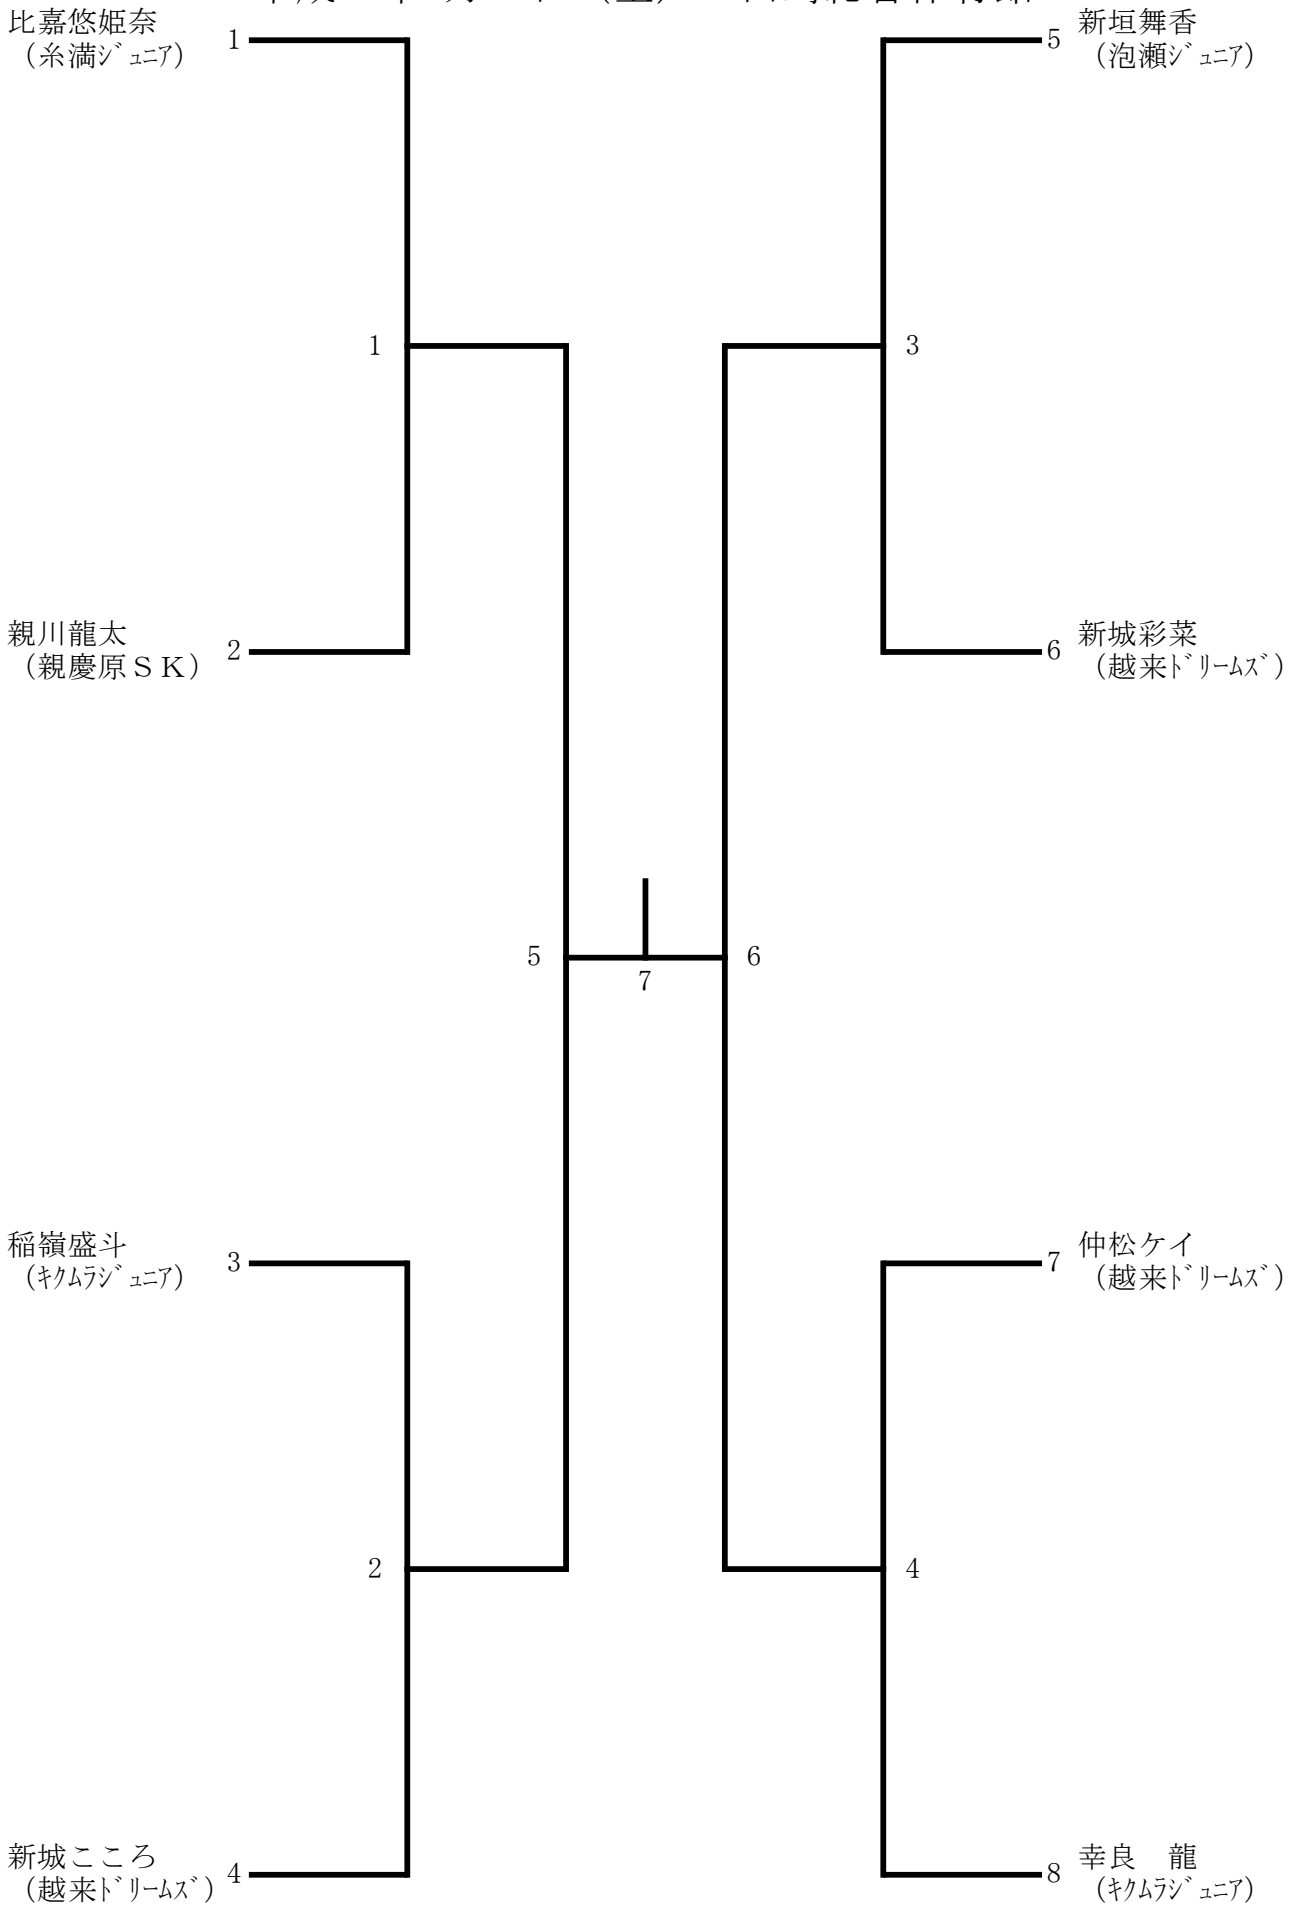 比嘉悠姫奈
（糸満ｼﾞｭﾆｱ）
1
新垣舞香
（泡瀬ｼﾞｭﾆｱ）
5
1
3
親川龍太
（親慶原ＳＫ）
2
新城彩菜
（越来ﾄﾞﾘｰﾑｽﾞ）
6
5
7
6
稲嶺盛斗
（ｷｸﾑﾗｼﾞｭﾆｱ）
3
仲松ケイ
（越来ﾄﾞﾘｰﾑｽﾞ）
7
2
4
新城こころ
（越来ﾄﾞﾘｰﾑｽﾞ）
4
幸良　龍
（ｷｸﾑﾗｼﾞｭﾆｱ）
8